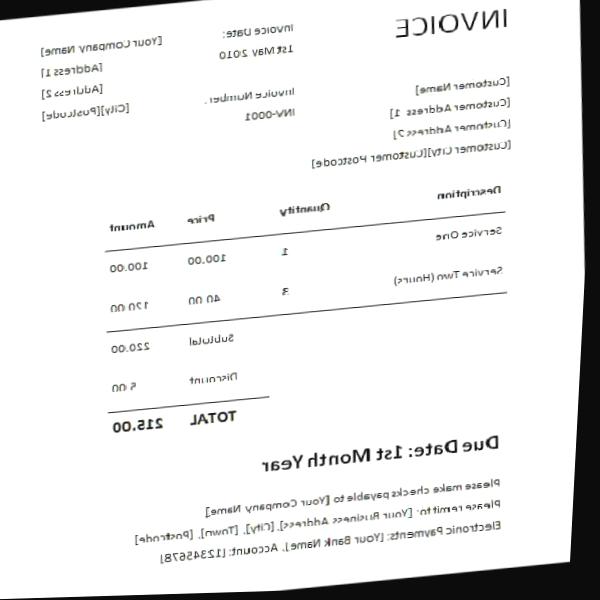 INVOICE
Invoice Date:
1st May 2010
Invoice Number.
INV-0001
[Your Company Name]
[Address 1]
[Address 2]
[City][Postcode]
[Customer Name]
[Customer Address 1]
[Customer Address 2]
[Customer City][Customer Postcode]
Description Quantity Price Amount
Service One 1 100.00 100.00
Service Two (Hours) 3 40.00 120.00
Subtotal 220.00
Discount 5.00
TOTAL 215.00
Due Date: 1st Month Year
Please make checks payable to [Your Company Name]
Please remit to: [Your Business Address], [City], [Town], [Postcode]
Electronic Payments: [Your Bank Name], Account: [12345678]